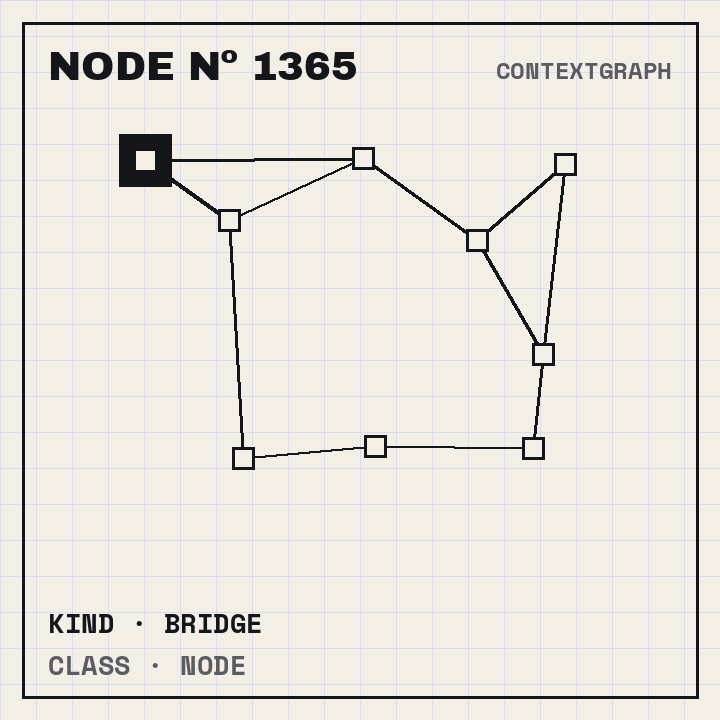 NODE Nº 1365
CONTEXTGRAPH
KIND · BRIDGE
CLASS · NODE